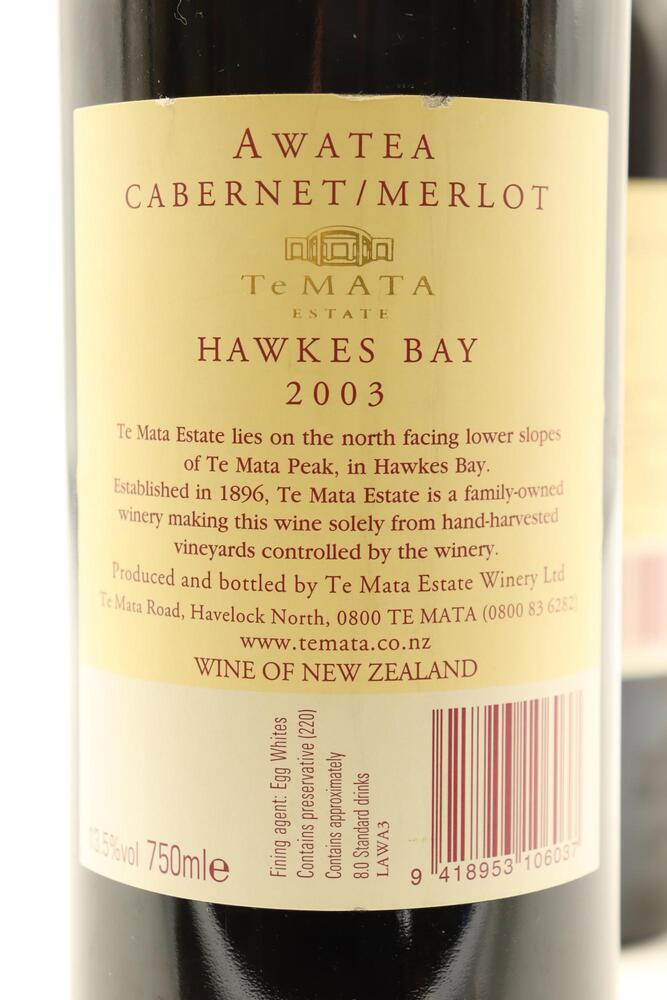 AWATEA
CABERNET/MERLOT
Te MATA
ESTATE
HAWKES BAY
2003
Te Mata Estate lies on the north facing lower slopes
of Te Mata Peak, in Hawkes Bay.
Established in 1896, Te Mata Estate is a family-owned
winery making this wine solely from hand-harvested
vineyards controlled by the winery.
Produced and bottled by Te Mata Estate Winery Ltd
Te Mata Road, Havelock North, 0800 TE MATA (0800 83 6282)
www.temata.co.nz
WINE OF NEW ZEALAND
13.5%vol 750ml e
Fining agent: Egg Whites
Contains preservative (220)
Contains approximately
8.0 Standard drinks
LAWA3
9 418953 106037